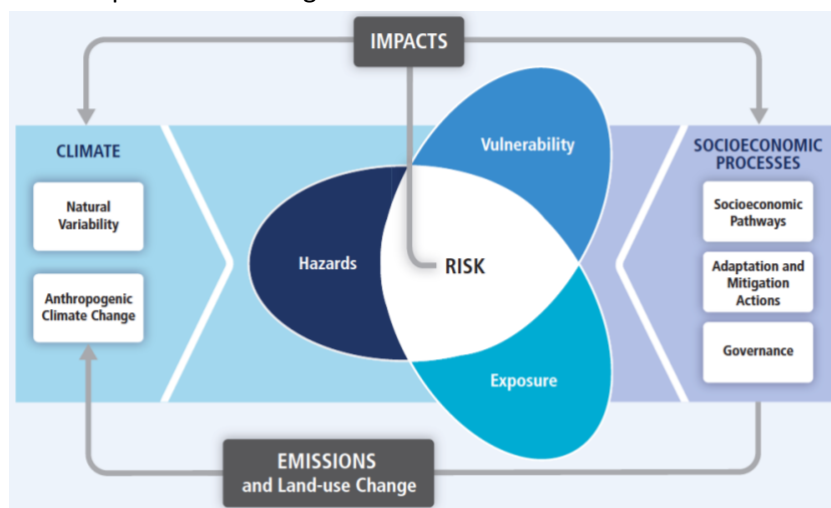 IMPACTS
CLIMATE
Natural
Variability
Anthropogenic
Climate Change
Hazards
Vulnerability
RISK
Exposure
SOCIOECONOMIC
PROCESSES
Socioeconomic
Pathways
Adaptation and
Mitigation
Actions
Governance
EMISSIONS
and Land-use Change